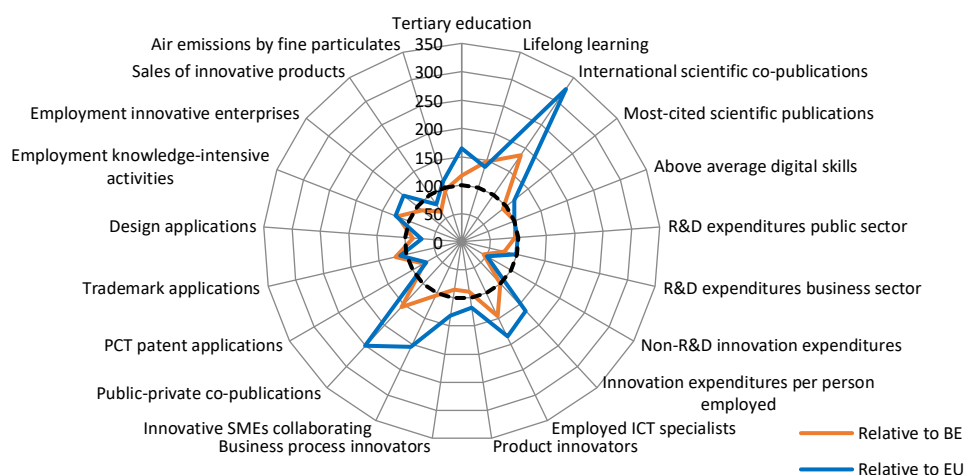 Tertiary education
Air emissions by fine particulates
350
Lifelong learning
Sales of innovative products
300
International scientific co-publications
Employment innovative enterprises
250
Most-cited scientific publications
200
Employment knowledge-intensive
activities
150
Above average digital skills
100
50
Design applications
0
R&D expenditures public sector
Trademark applications
R&D expenditures business sector
PCT patent applications
Non-R&D innovation expenditures
Public-private co-publications
Innovation expenditures per person
employed
Innovative SMEs collaborating
Employed ICT specialists
Business process innovators
Product innovators
Relative to BE
Relative to EU